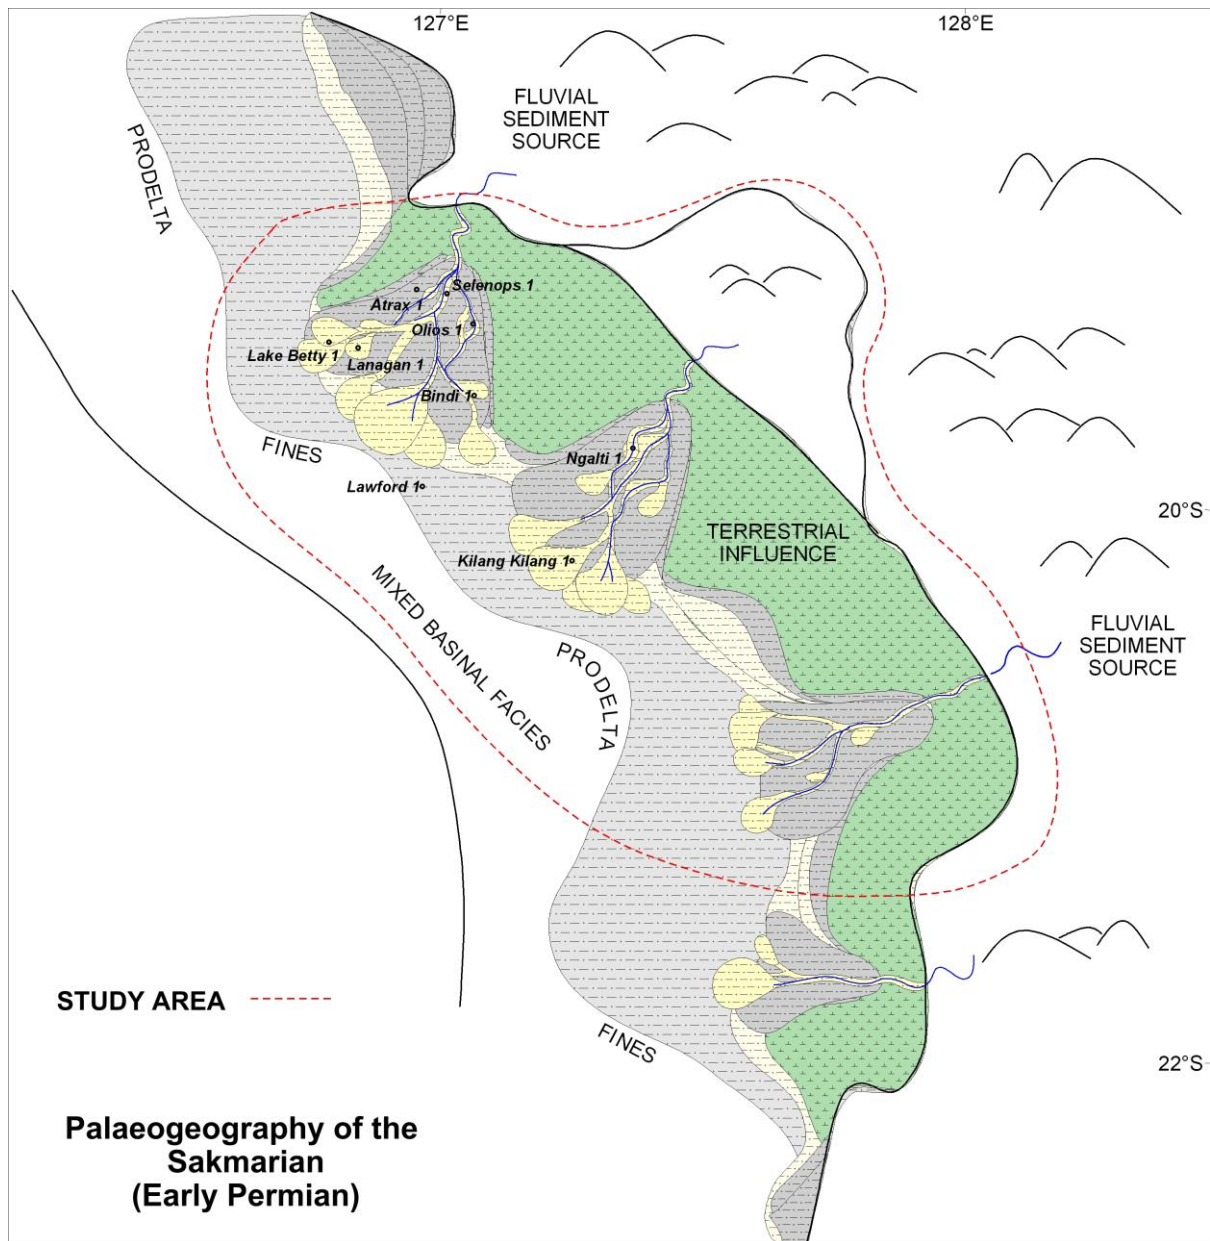 127°E
128°E
FLUVIAL
SEDIMENT
SOURCE
PRODELTA
Selenops 1
Atrax 1
Olios 1
Lake Betty 1
Lanagan 1
Bindi 1
FINES
Ngalti 1
Lawford 1
20°S
TERRESTRIAL
INFLUENCE
Kilang Kilang 1
MIXED BASINAL FACIES
PRODELTA
FLUVIAL
SEDIMENT
SOURCE
STUDY AREA
FINES
22°S
Palaeogeography of the
Sakmarian
(Early Permian)